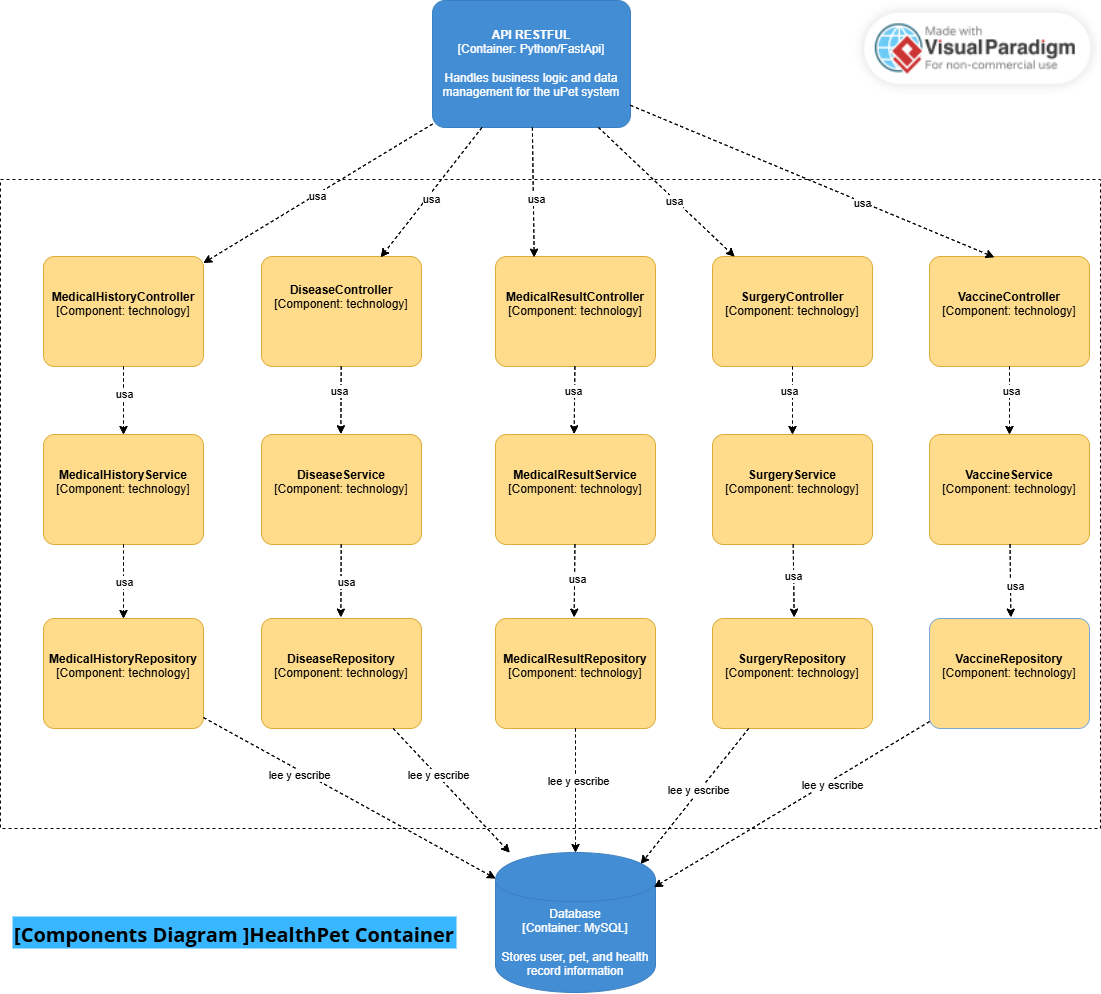 API RESTFUL
[Container: Python/FastApi]
Handles business logic and data
management for the uPet system
Made with
Visual Paradigm
For non-commercial use
usa
usa
usa
usa
usa
MedicalHistoryController
[Component: technology]
DiseaseController
[Component: technology]
MedicalResultController
[Component: technology]
SurgeryController
[Component: technology]
VaccineController
[Component: technology]
usa
usa
usa
usa
usa
MedicalHistoryService
[Component: technology]
DiseaseService
[Component: technology]
MedicalResultService
[Component: technology]
SurgeryService
[Component: technology]
VaccineService
[Component: technology]
usa
usa
usa
usa
usa
MedicalHistoryRepository
[Component: technology]
DiseaseRepository
[Component: technology]
MedicalResultRepository
[Component: technology]
SurgeryRepository
[Component: technology]
VaccineRepository
[Component: technology]
lee y escribe
lee y escribe
lee y escribe
lee y escribe
lee y escribe
Database
[Container: MySQL]
Stores user, pet, and health
record information
[Components Diagram ]HealthPet Container